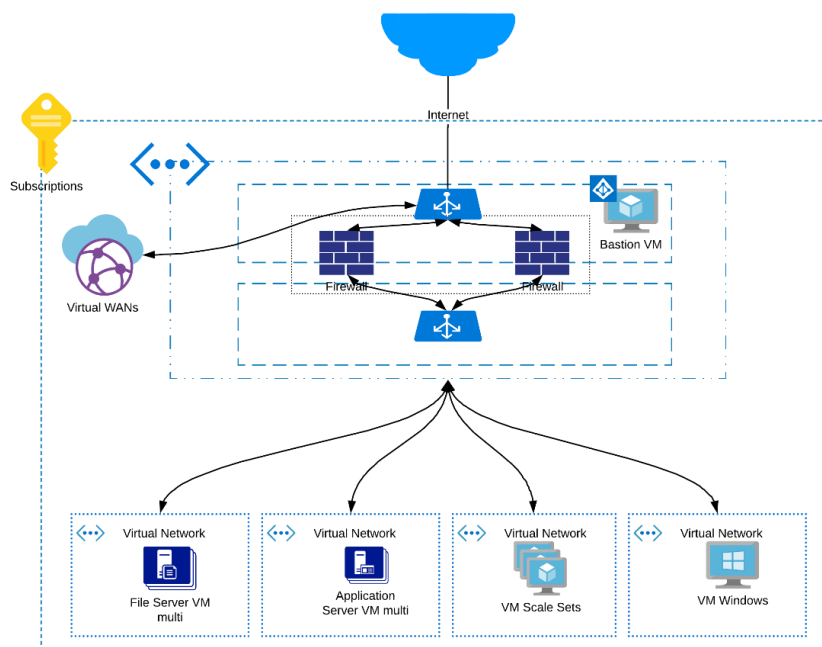 Internet
Subscriptions
Bastion VM
Virtual WANs
Firewall
Firewall
Virtual Network
File Server VM
multi
Virtual Network
Application
Server VM multi
Virtual Network
VM Scale Sets
Virtual Network
VM Windows